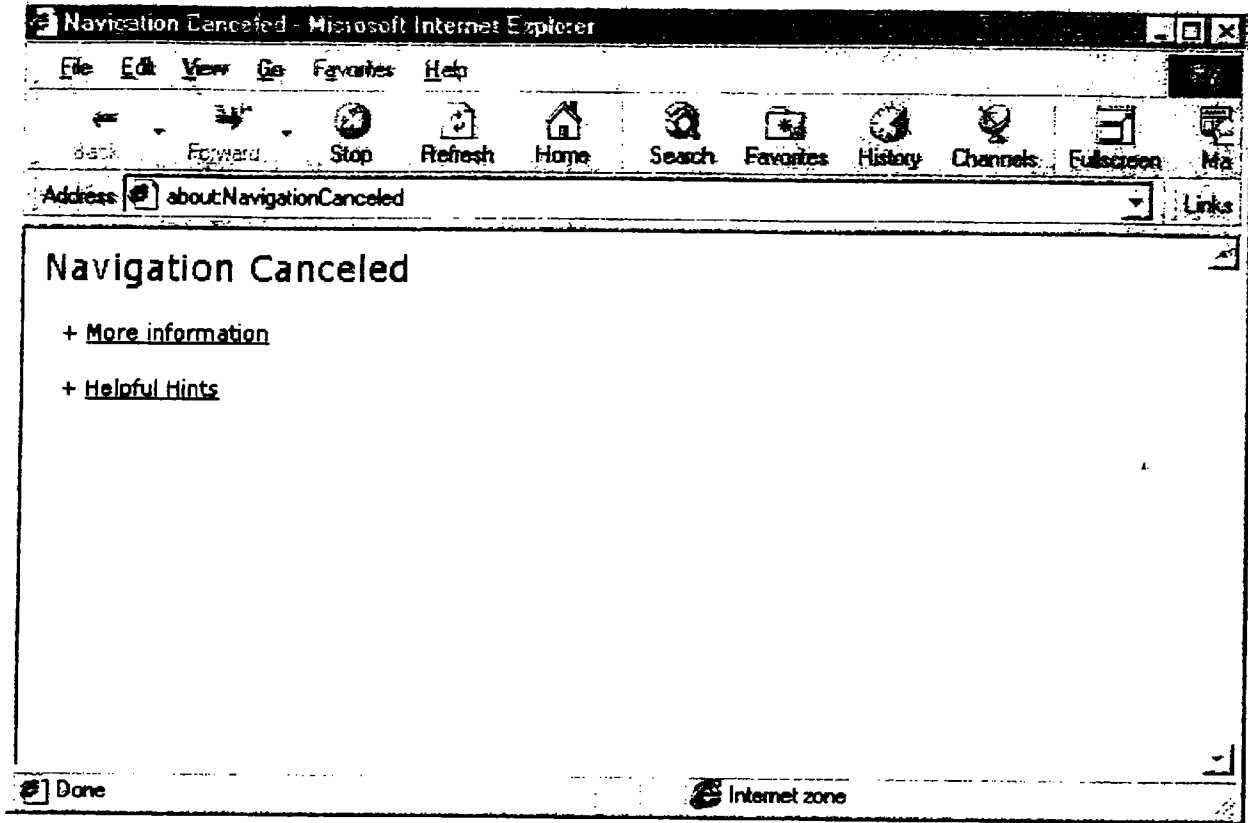 Navigation Canceled - Microsoft Internet Explorer
File Edit View Go Favorites Help
Back Forward Stop Refresh Home Search Favorites History Channels Fullscreen Ma
Address about:NavigationCanceled Links
Navigation Canceled
+ More information
+ Helpful Hints
Done Internet zone